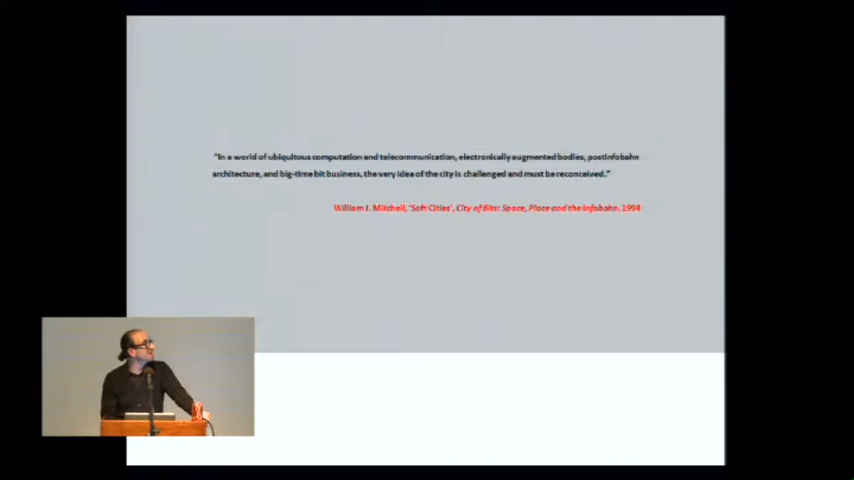 "In a world of ubiquitous computation and telecommunication, electronically augmented bodies, postinfobahn
architecture, and big-time bit business, the very idea of the city is challenged and must be reconceived."
William J. Mitchell, 'Soft Cities', City of Bits: Space, Place and the Infobahn. 1994